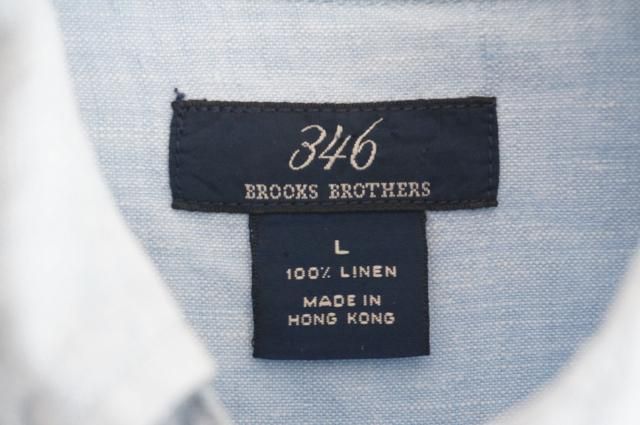 346
BROOKS BROTHERS
L
100% LINEN
MADE IN
HONG KONG